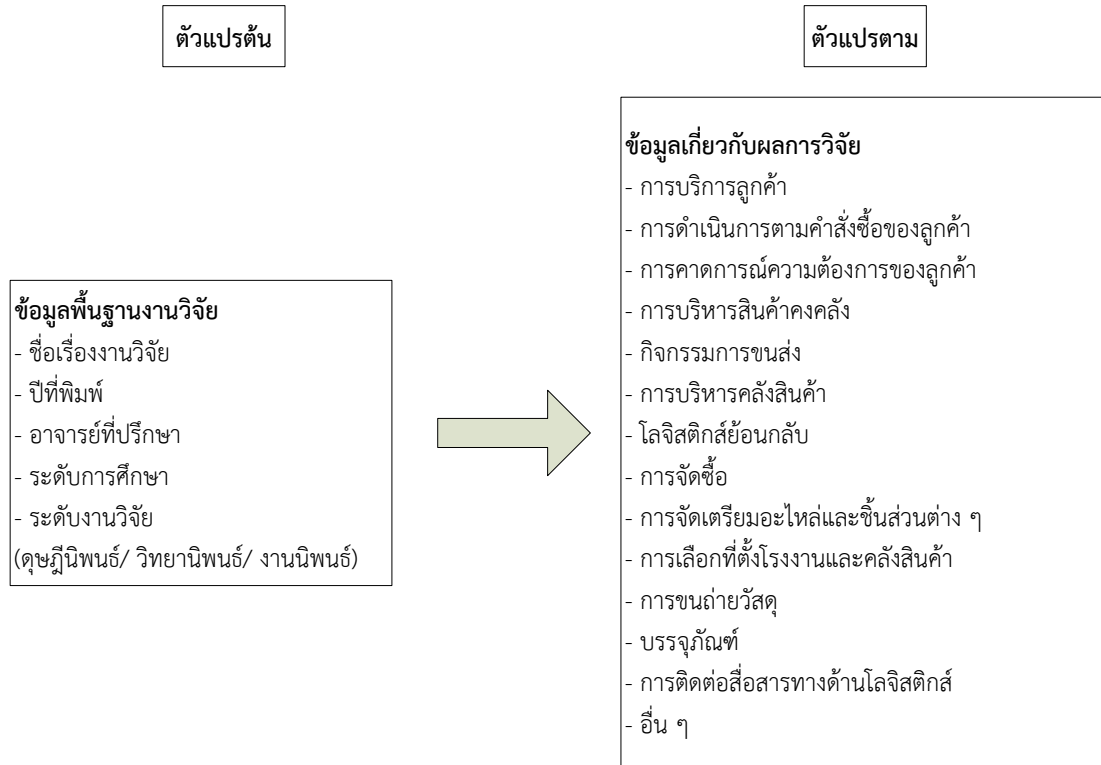 ตัวแปรต้น
ตัวแปรตาม
ข้อมูลพื้นฐานงานวิจัย
- ชื่อเรื่องงานวิจัย
- ปีที่พิมพ์
- อาจารย์ที่ปรึกษา
- ระดับการศึกษา
- ระดับงานวิจัย
(ดุษฎีนิพนธ์/ วิทยานิพนธ์/ งานนิพนธ์)
ข้อมูลเกี่ยวกับผลการวิจัย
- การบริการลูกค้า
- การดำเนินการตามคำสั่งซื้อของลูกค้า
- การคาดการณ์ความต้องการของลูกค้า
- การบริหารสินค้าคงคลัง
- กิจกรรมการขนส่ง
- การบริหารคลังสินค้า
- โลจิสติกส์ย้อนกลับ
- การจัดซื้อ
- การจัดเตรียมอะไหล่และชิ้นส่วนต่าง ๆ
- การเลือกที่ตั้งโรงงานและคลังสินค้า
- การขนถ่ายวัสดุ
- บรรจุภัณฑ์
- การติดต่อสื่อสารทางด้านโลจิสติกส์
- อื่น ๆ